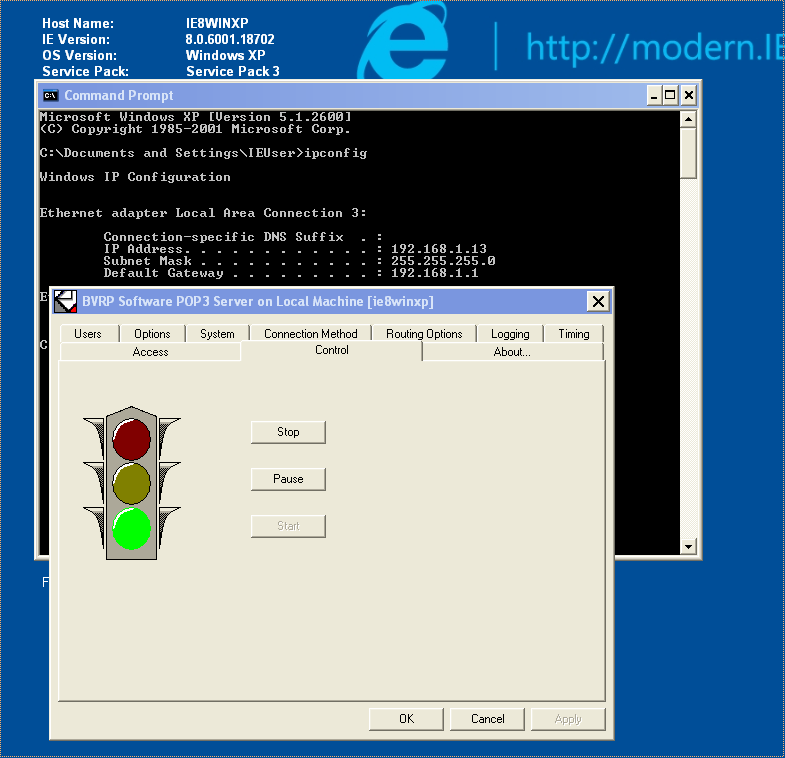 Host Name: IE8WINXP
IE Version: 8.0.6001.18702
OS Version: Windows XP
Service Pack: Service Pack 3
http://modern.IE
Command Prompt
Microsoft Windows XP [Version 5.1.2600]
(C) Copyright 1985-2001 Microsoft Corp.
C:\Documents and Settings\IEUser>ipconfig
Windows IP Configuration
Ethernet adapter Local Area Connection 3:
Connection-specific DNS Suffix . :
IP Address. . . . . . . . . . . . : 192.168.1.13
Subnet Mask . . . . . . . . . . . : 255.255.255.0
Default Gateway . . . . . . . . . : 192.168.1.1
BVRP Software POP3 Server on Local Machine [ie8winxp]
Users Options System Connection Method Routing Options Logging Timing
Access Control About...
Stop
Pause
Start
OK Cancel Apply